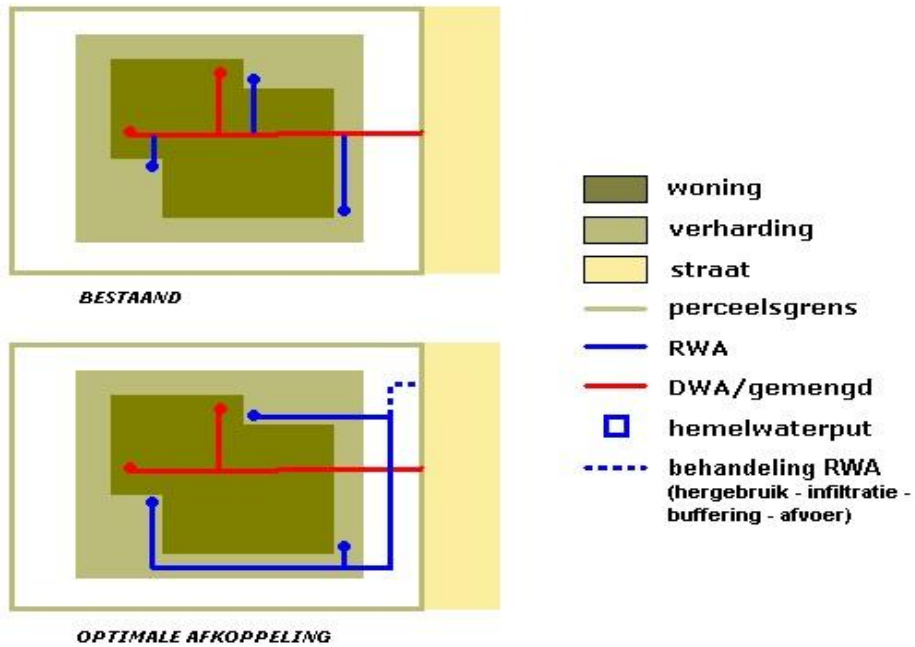 BESTAAND
OPTIMALE AFKOPPELING
woning
verharding
straat
perceelsgrens
RWA
DWA/gemengd
hemelwaterput
behandeling RWA
(hergebruik - infiltratie -
buffering - afvoer)